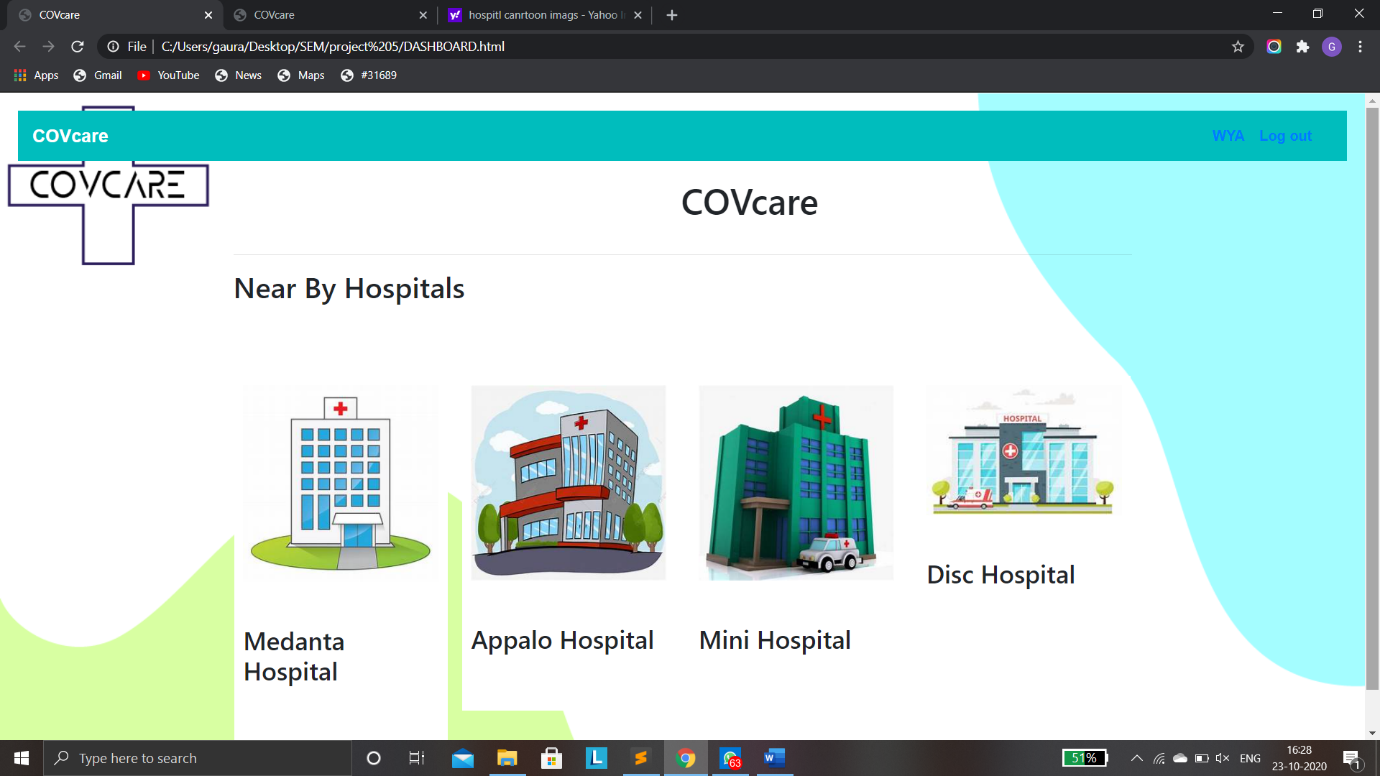 COVcare
COVcare
hospitl canrtoon imags - Yahoo
File
C:/Users/gaura/Desktop/SEM/project%205/DASHBOARD.html
G
Apps
Gmail
YouTube
News
Maps
#31689
COVcare
WYA
Log out
COVCARE
COVcare
Near By Hospitals
HOSPITAL
Disc Hospital
Medanta
Hospital
Appalo Hospital
Mini Hospital
Type here to search
L
63
W
51%
ENG
16:28
23-10-2020
1